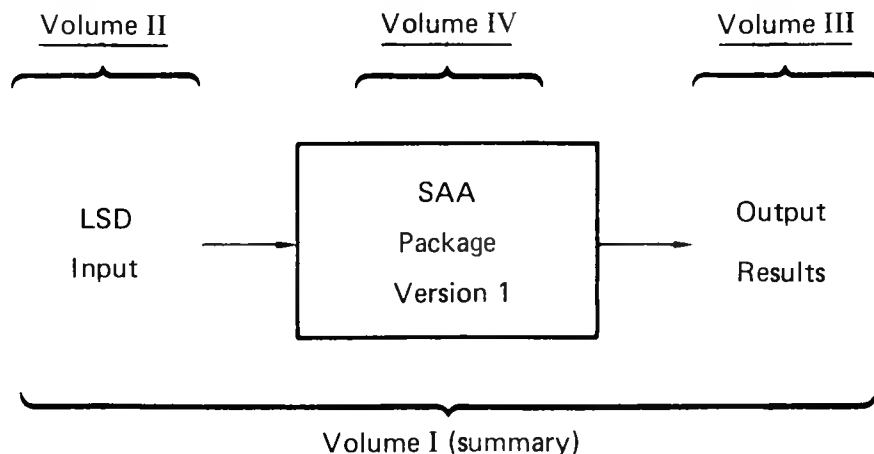 Volume II
Volume IV
Volume III
LSD
Input
SAA
Package
Version 1
Output
Results
Volume I (summary)